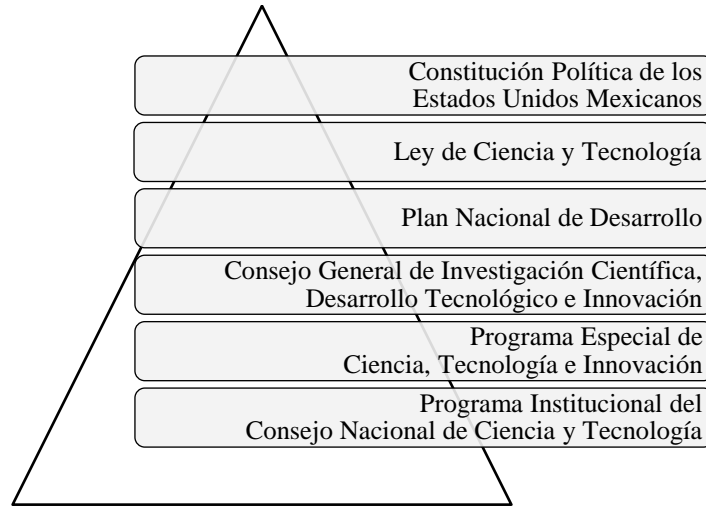 Constitución Política de los
Estados Unidos Mexicanos
Ley de Ciencia y Tecnología
Plan Nacional de Desarrollo
Consejo General de Investigación Científica,
Desarrollo Tecnológico e Innovación
Programa Especial de
Ciencia, Tecnología e Innovación
Programa Institucional del
Consejo Nacional de Ciencia y Tecnología